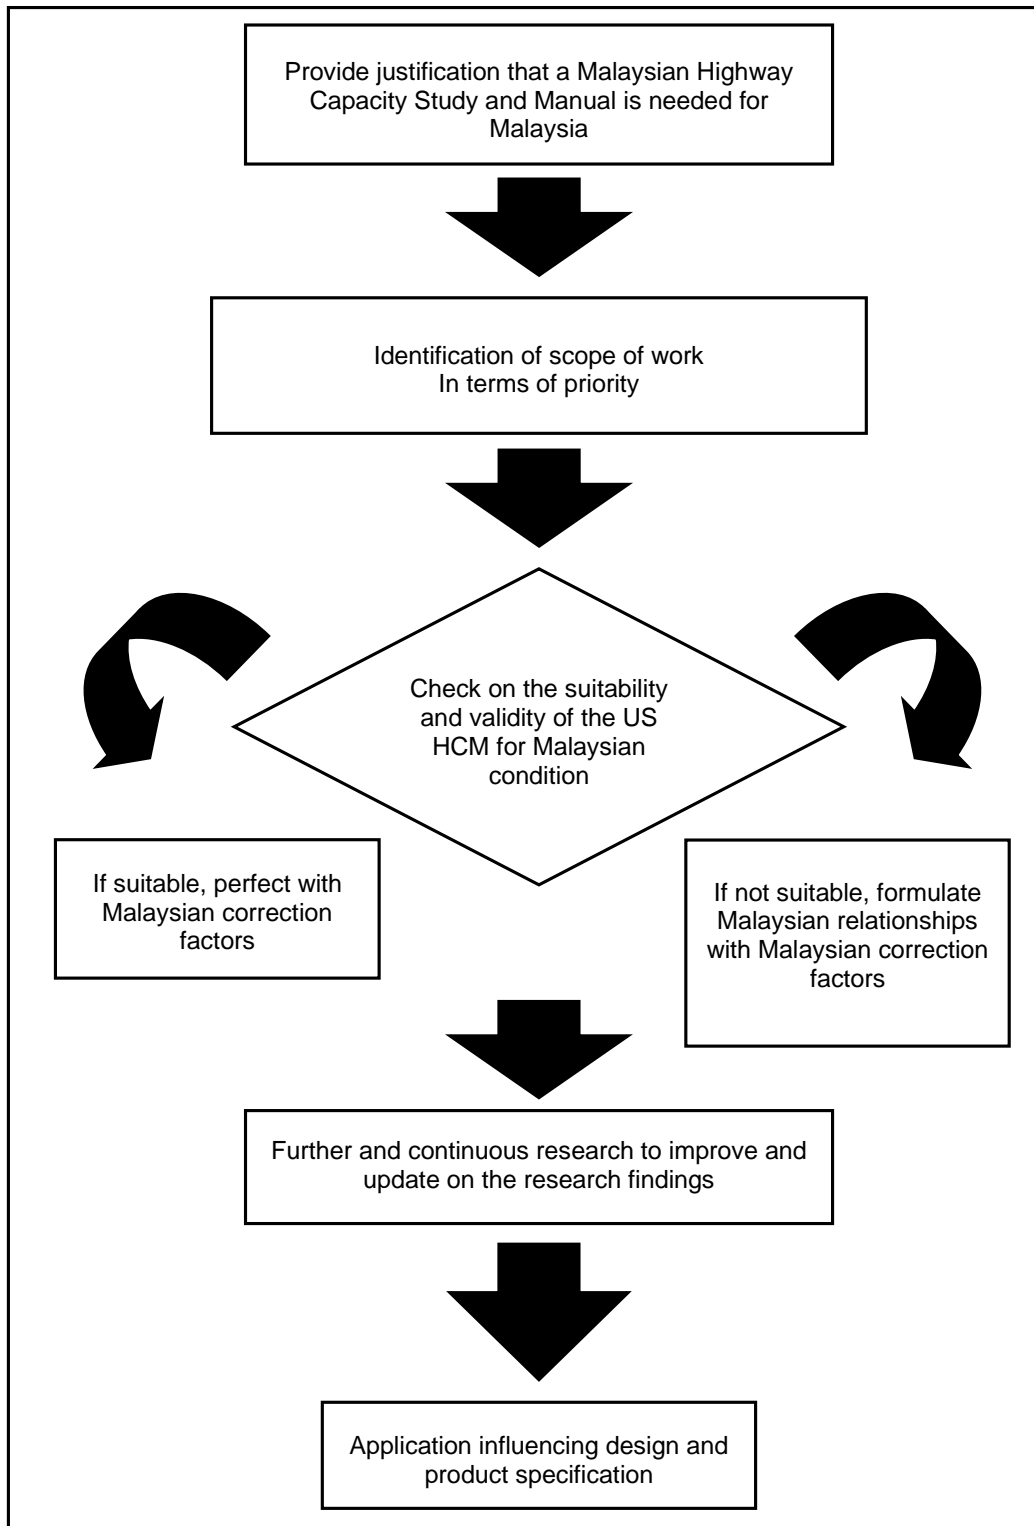 Provide justification that a Malaysian Highway
Capacity Study and Manual is needed for
Malaysia
Identification of scope of work
In terms of priority
Check on the suitability
and validity of the US
HCM for Malaysian
condition
If suitable, perfect with
Malaysian correction
factors
If not suitable, formulate
Malaysian relationships
with Malaysian correction
factors
Further and continuous research to improve and
update on the research findings
Application influencing design and
product specification